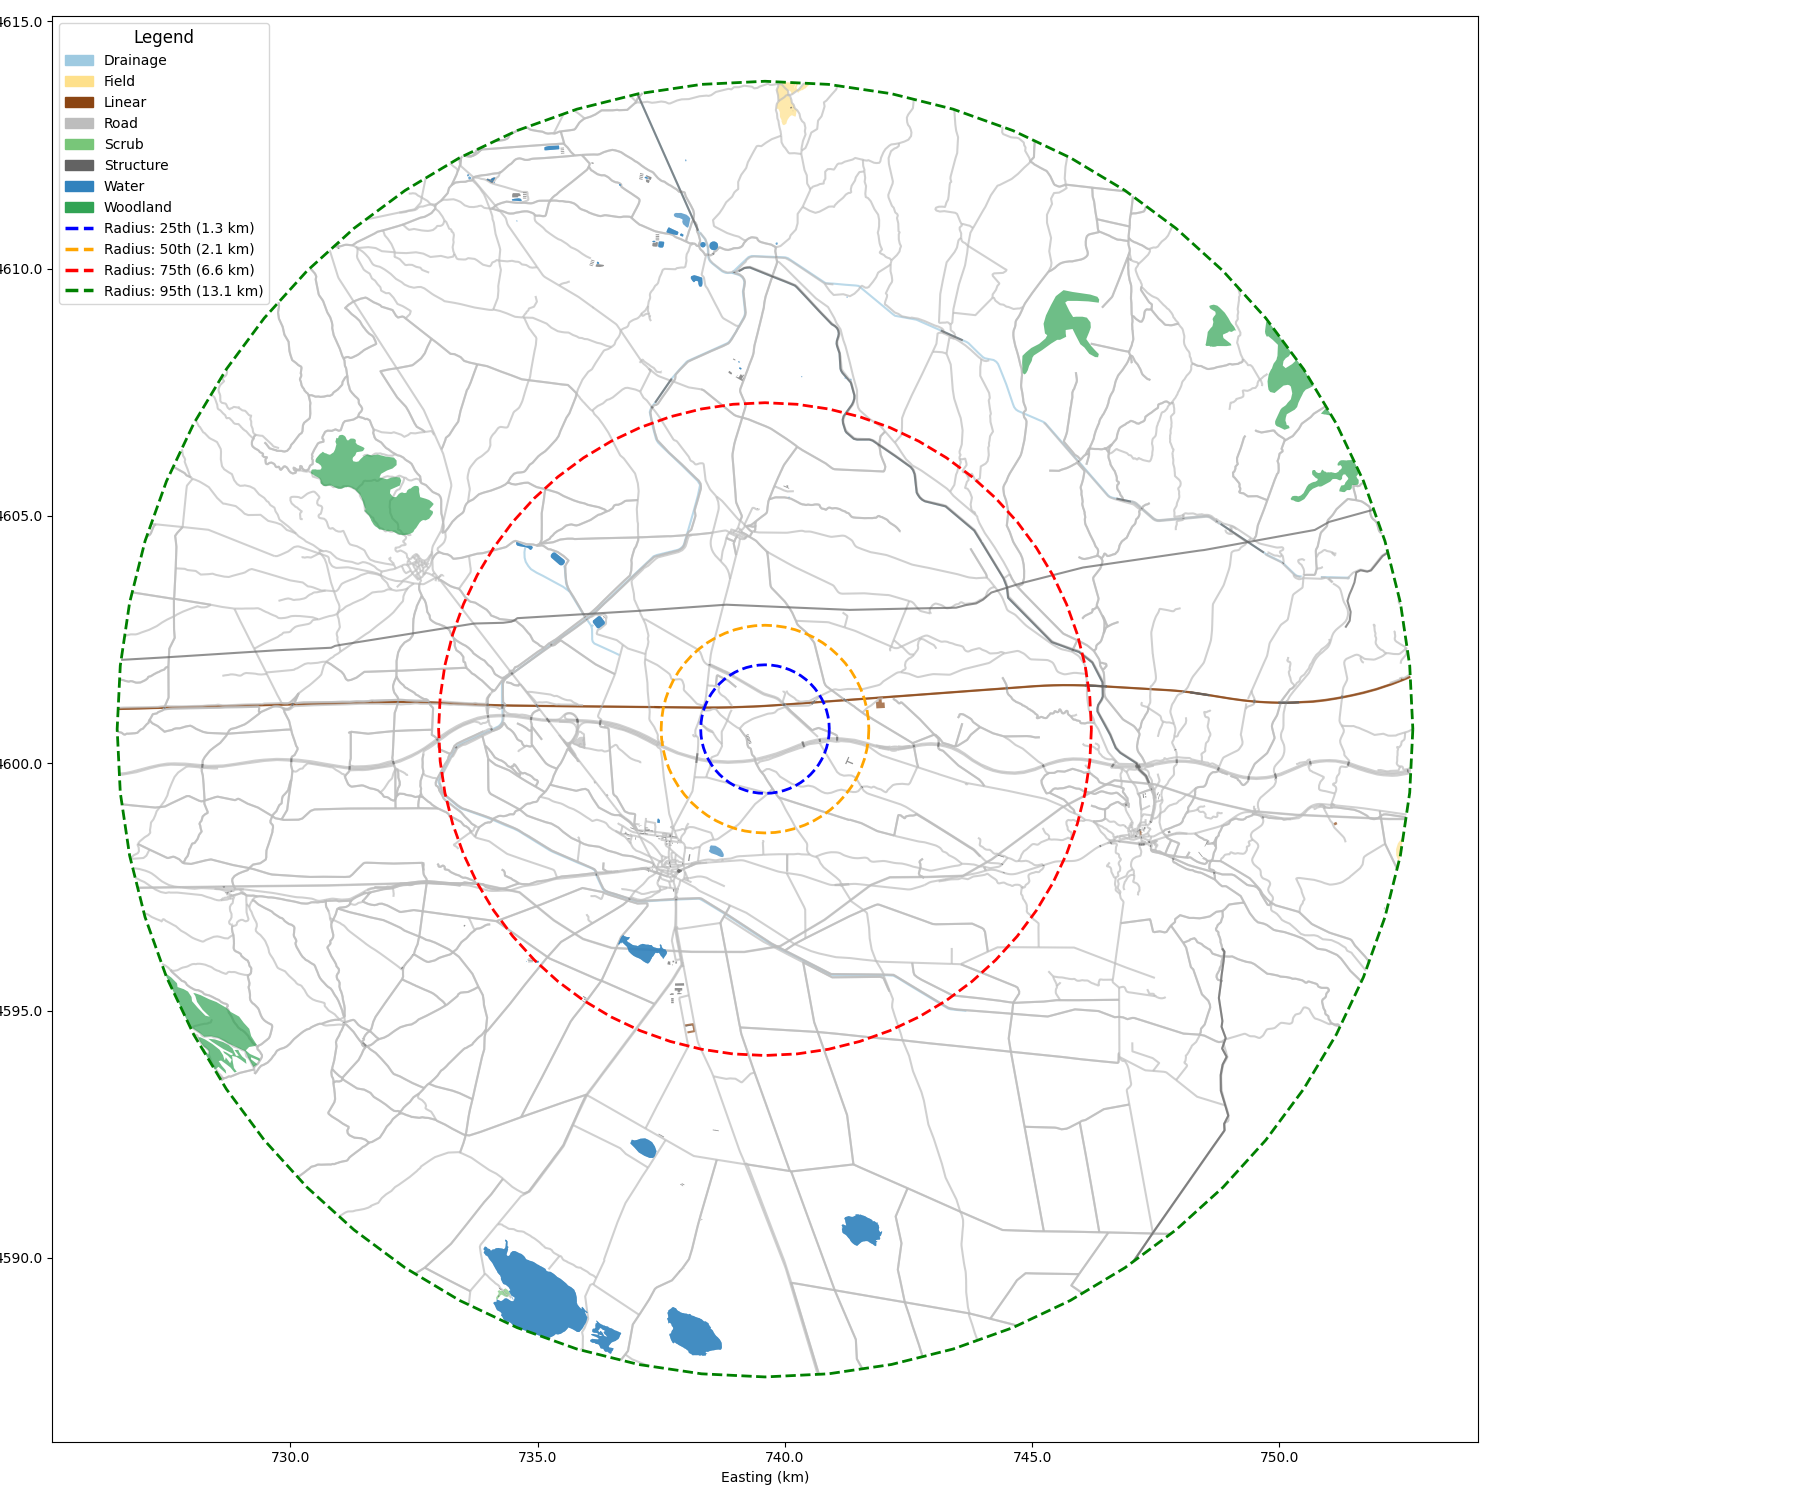 Legend
Drainage
Field
Linear
Road
Scrub
Structure
Water
Woodland
Radius: 25th (1.3 km)
Radius: 50th (2.1 km)
Radius: 75th (6.6 km)
Radius: 95th (13.1 km)
4615.0
4610.0
4605.0
4600.0
4595.0
4590.0
730.0 735.0 740.0 745.0 750.0
Easting (km)